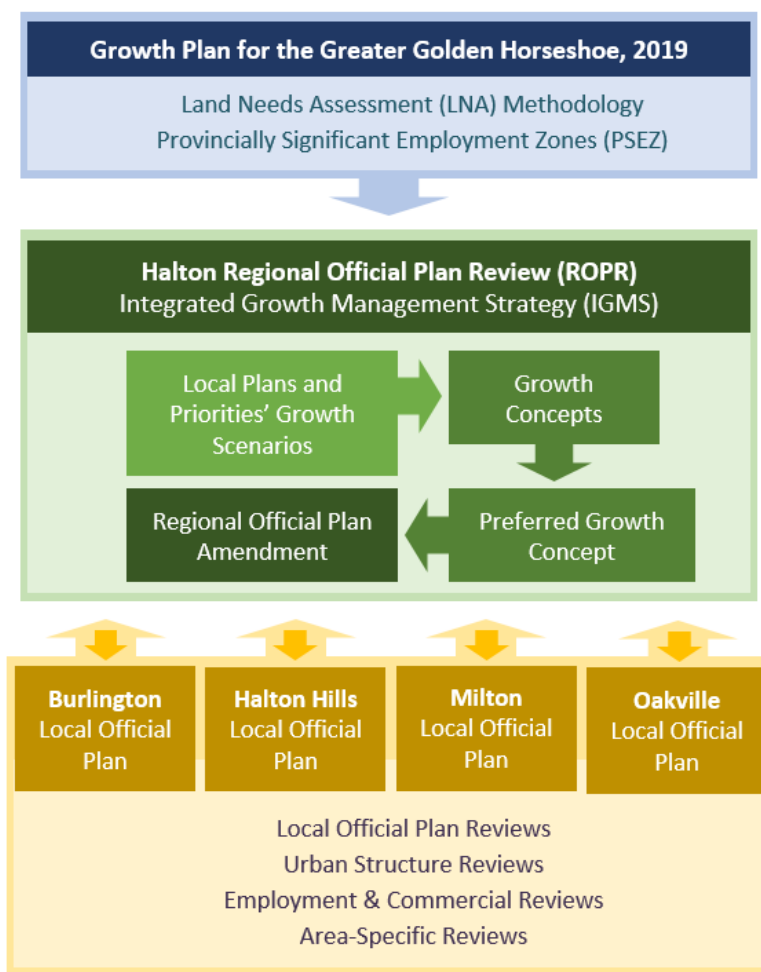 Growth Plan for the Greater Golden Horseshoe, 2019
Land Needs Assessment (LNA) Methodology
Provincially Significant Employment Zones (PSEZ)
Halton Regional Official Plan Review (ROPR)
Integrated Growth Management Strategy (IGMS)
Local Plans and
Priorities’ Growth
Scenarios
Growth
Concepts
Preferred Growth
Concept
Regional Official Plan
Amendment
Burlington
Local Official
Plan
Halton Hills
Local Official
Plan
Milton
Local Official
Plan
Oakville
Local Official
Plan
Local Official Plan Reviews
Urban Structure Reviews
Employment & Commercial Reviews
Area-Specific Reviews